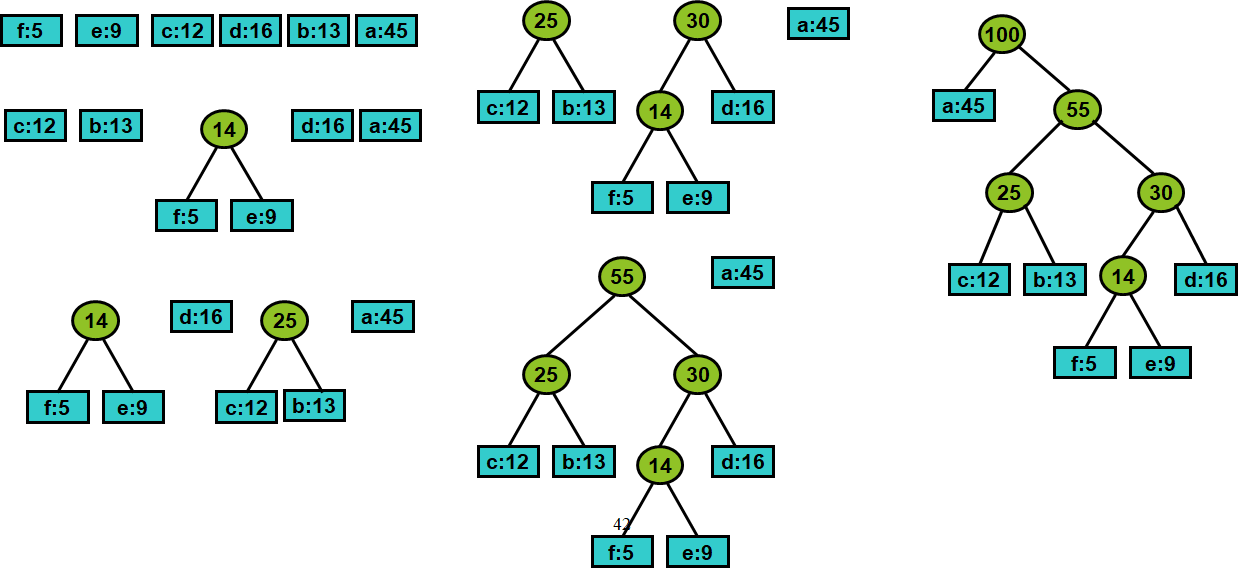 f:5 e:9 c:12 d:16 b:13 a:45
c:12 b:13 14 d:16 a:45
f:5 e:9
14 d:16 25 a:45
f:5 e:9 c:12 b:13
25 30 a:45
c:12 b:13 14 d:16
f:5 e:9
55 a:45
25 30
c:12 b:13 14 d:16
42
f:5 e:9
100
a:45 55
25 30
c:12 b:13 14 d:16
f:5 e:9